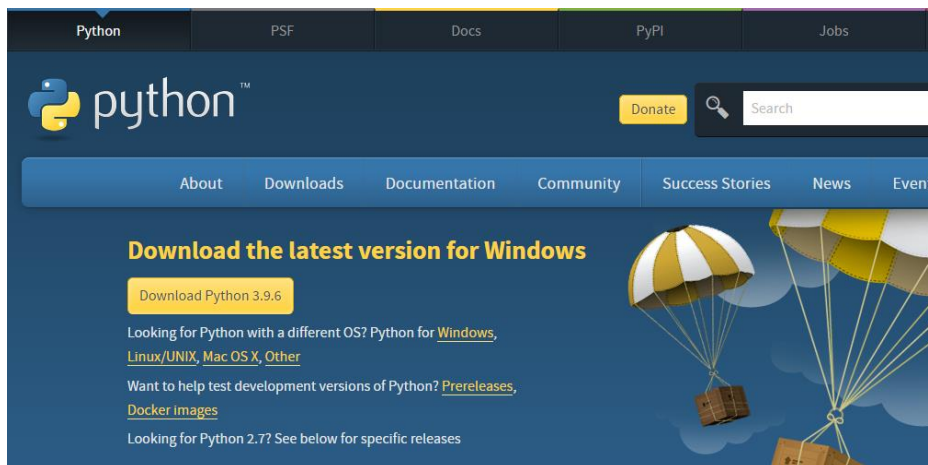 Python PSF Docs PyPI Jobs
python™
Donate Search
About Downloads Documentation Community Success Stories News Even
Download the latest version for Windows
Download Python 3.9.6
Looking for Python with a different OS? Python for Windows,
Linux/UNIX, Mac OS X, Other
Want to help test development versions of Python? Prereleases,
Docker images
Looking for Python 2.7? See below for specific releases